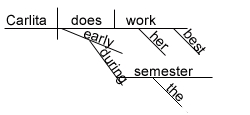 Carlita does work
early her best
during
semester
the